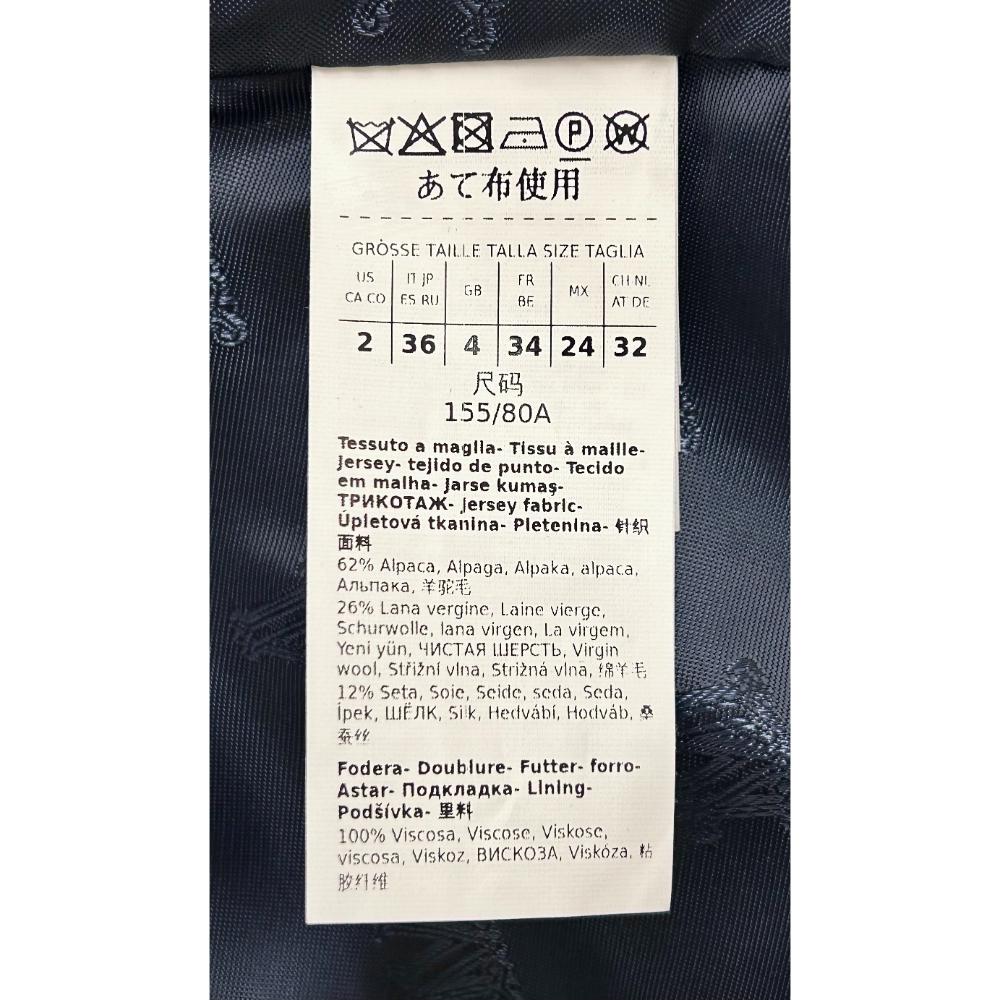 P W
あて布使用
GRÖSSE TAILLE TALLA SIZE TAGLIA
US CA CO IT JP ES RU GB FR BE MX CH NL AT DE
2 36 4 34 24 32
尺码
155/80A
Tessuto a maglia- Tissu à maille-
Jersey- tejido de punto- Tecido
em malha- Jarse kumaş-
ТРИКОТАЖ- Jersey fabric-
Úpletová tkanina- Pletenina- 针织
面料
62% Alpaca, Alpaga, Alpaka, alpaca,
Альпака, 羊驼毛
26% Lana vergine, Laine vierge,
Schurwolle, lana virgen, La virgem,
Yeni yün, ЧИСТАЯ ШЕРСТЬ, Virgin
wool, Střižní vlna, Strižná vlna, 绵羊毛
12% Seta, Soie, Seide, seda, Seda,
İpek, ШЁЛК, Silk, Hedvábí, Hodváb, 桑
蚕丝
Fodera- Doublure- Futter- forro-
Astar- Подкладка- Lining-
Podšívka- 里料
100% Viscosa, Viscose, Viskose,
viscosa, Viskoz, ВИСКОЗА, Viskóza, 粘
胶纤维